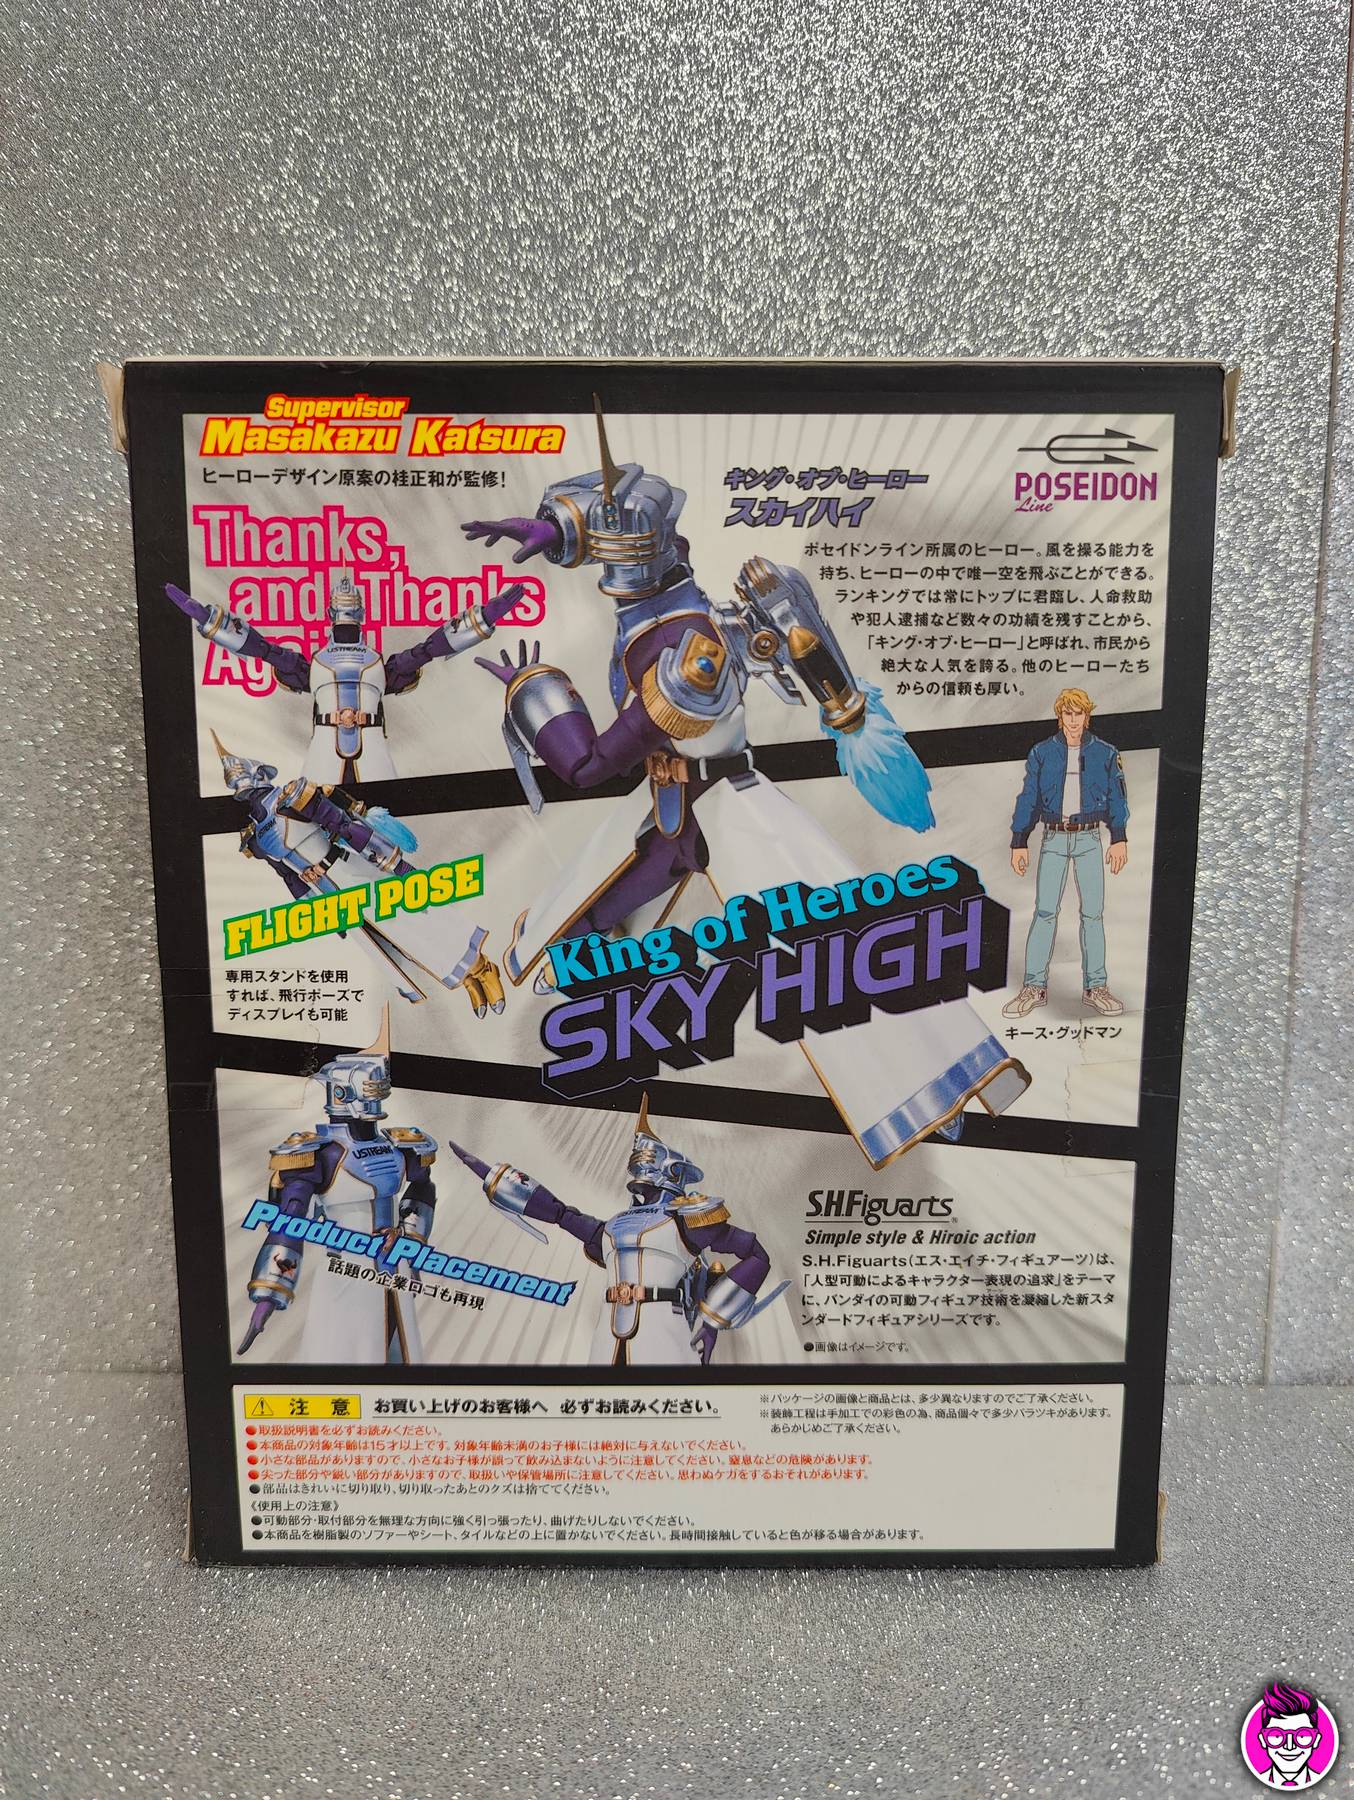 Supervisor
Masakazu Katsura
ヒーローデザイン原案の桂正和が監修!
Thanks,
and Thanks
USTREAM
キング・オブ・ヒーロー
スカイハイ
POSEIDON
Line
ポセイドンライン所属のヒーロー。風を操る能力を
持ち、ヒーローの中で唯一空を飛ぶことができる。
ランキングでは常にトップに君臨し、人命救助
や犯人逮捕など数々の功績を残すことから、
「キング・オブ・ヒーロー」と呼ばれ、市民から
絶大な人気を誇る。他のヒーローたち
からの信頼も厚い。
FLIGHT POSE
専用スタンドを使用
すれば、飛行ポーズで
ディスプレイも可能
King of Heroes
SKY HIGH
キース・グッドマン
USTREAM
Product Placement
話題の企業ロゴも再現
USTREAM
S.H.Figuarts®
Simple style & Hiroic action
S.H.Figuarts(エス・エイチ・フィギュアーツ)は、
「人型可動によるキャラクター表現の追求」をテーマ
に、バンダイの可動フィギュア技術を凝縮した新スタ
ンダードフィギュアシリーズです。
●画像はイメージです。
注意 お買い上げのお客様へ 必ずお読みください。
●取扱説明書を必ずお読みください。
●本商品の対象年齢は15才以上です。対象年齢未満のお子様には絶対に与えないでください。
●小さな部品がありますので、小さなお子様が誤って飲み込まないように注意してください。窒息などの危険があります。
●尖った部分や鋭い部分がありますので、取扱いや保管場所に注意してください。思わぬケガをするおそれがあります。
●部品はきれいに切り取り、切り取ったあとのクズは捨ててください。
《使用上の注意》
●可動部分・取付部分を無理な方向に強く引っ張ったり、曲げたりしないでください。
●本商品を樹脂製のソファーやシート、タイルなどの上に置かないでください。長時間接触していると色が移る場合があります。
※パッケージの画像と商品とは、多少異なりますのでご了承ください。
※装飾工程は手加工での彩色の為、商品個々で多少バラツキがあります。
あらかじめご了承ください。